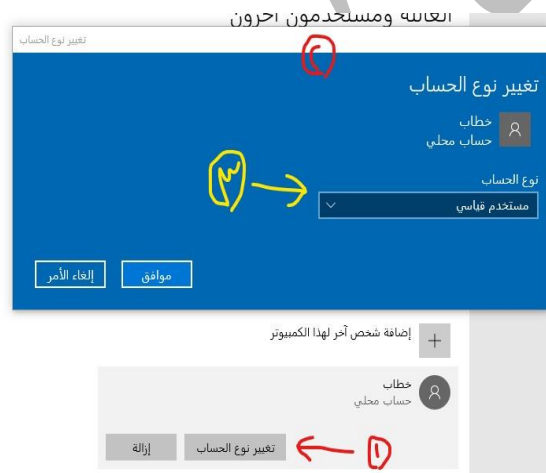 العائلة ومستخدمون آخرون
تغيير نوع الحساب
تغيير نوع الحساب
خطاب
حساب محلي
نوع الحساب
مستخدم قياسي
٣
موافق
إلغاء الأمر
إضافة شخص آخر لهذا الكمبيوتر
خطاب
حساب محلي
تغيير نوع الحساب
إزالة
١